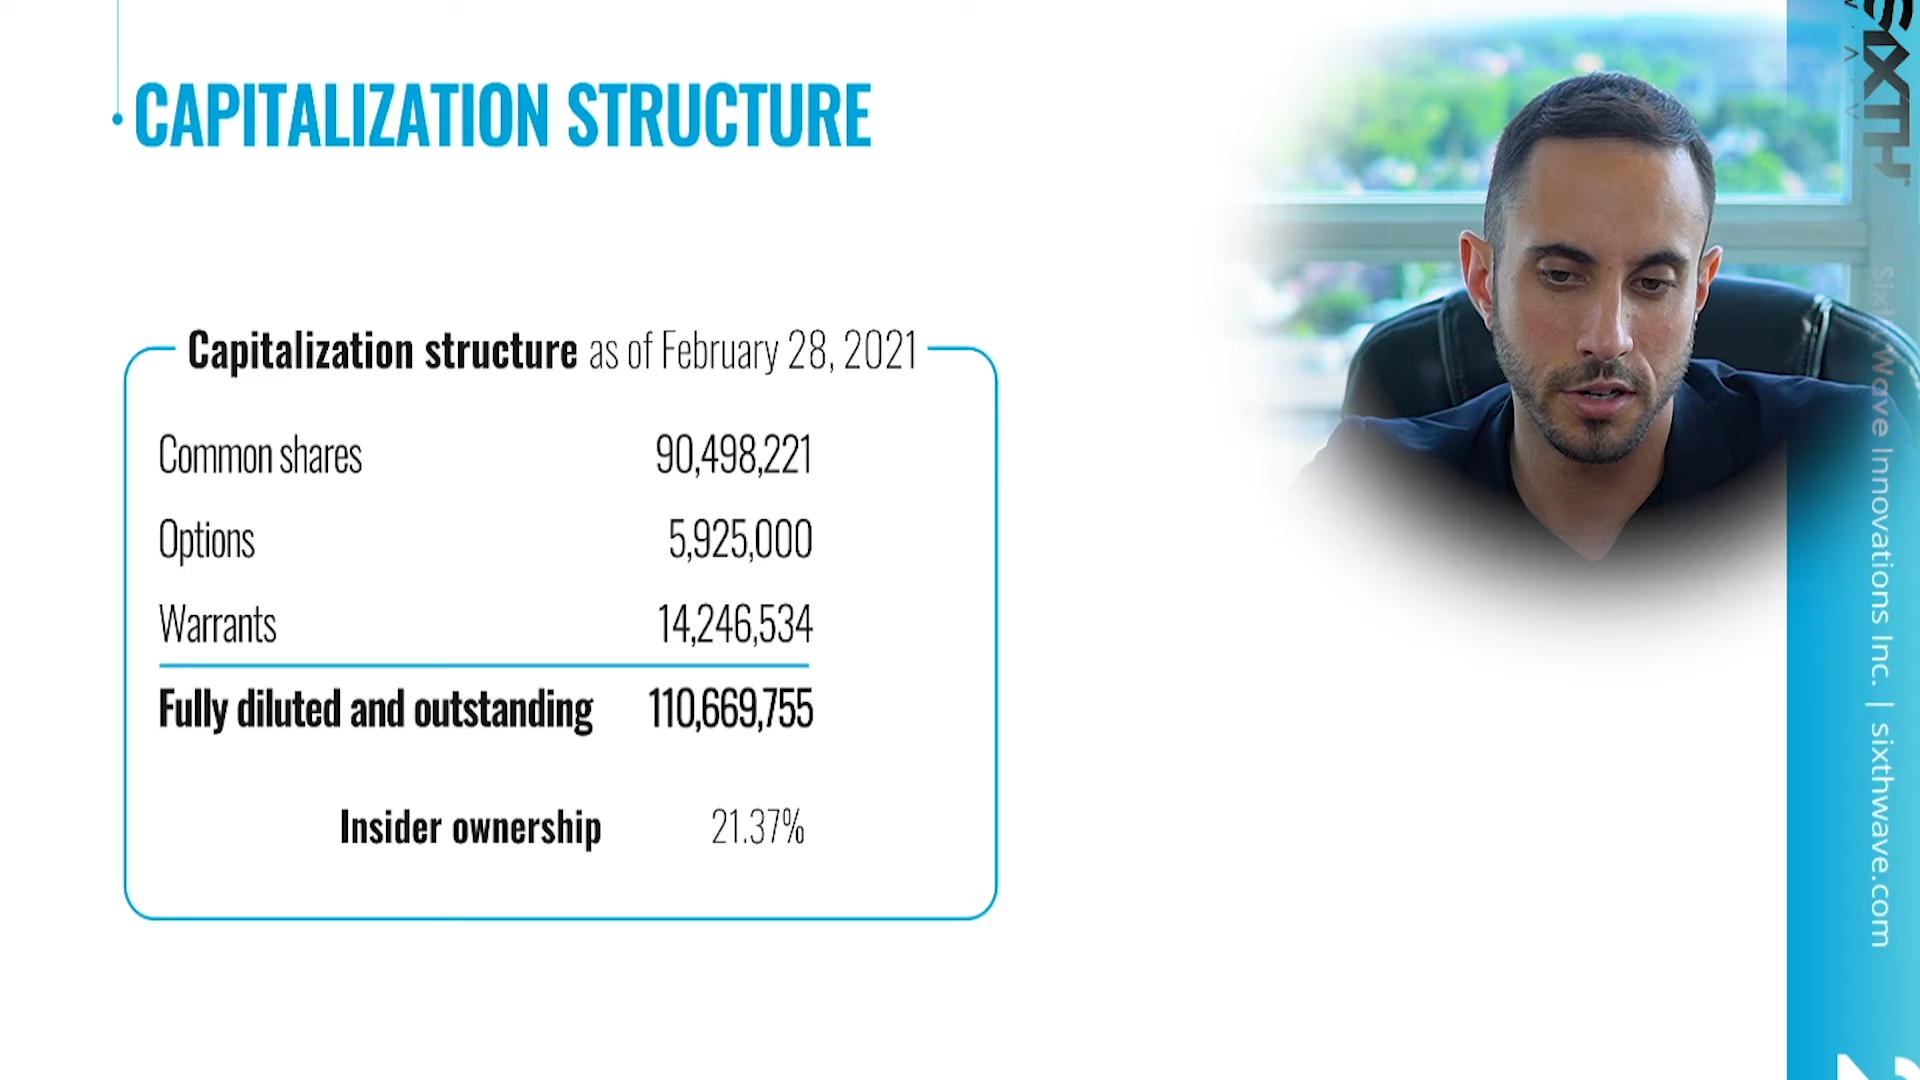 CAPITALIZATION STRUCTURE
Capitalization structure as of February 28, 2021
Common shares 90,498,221
Options 5,925,000
Warrants 14,246,534
Fully diluted and outstanding 110,669,755
Insider ownership 21.37%
SIXTH
Sixth Wave Innovations Inc. | sixthwave.com